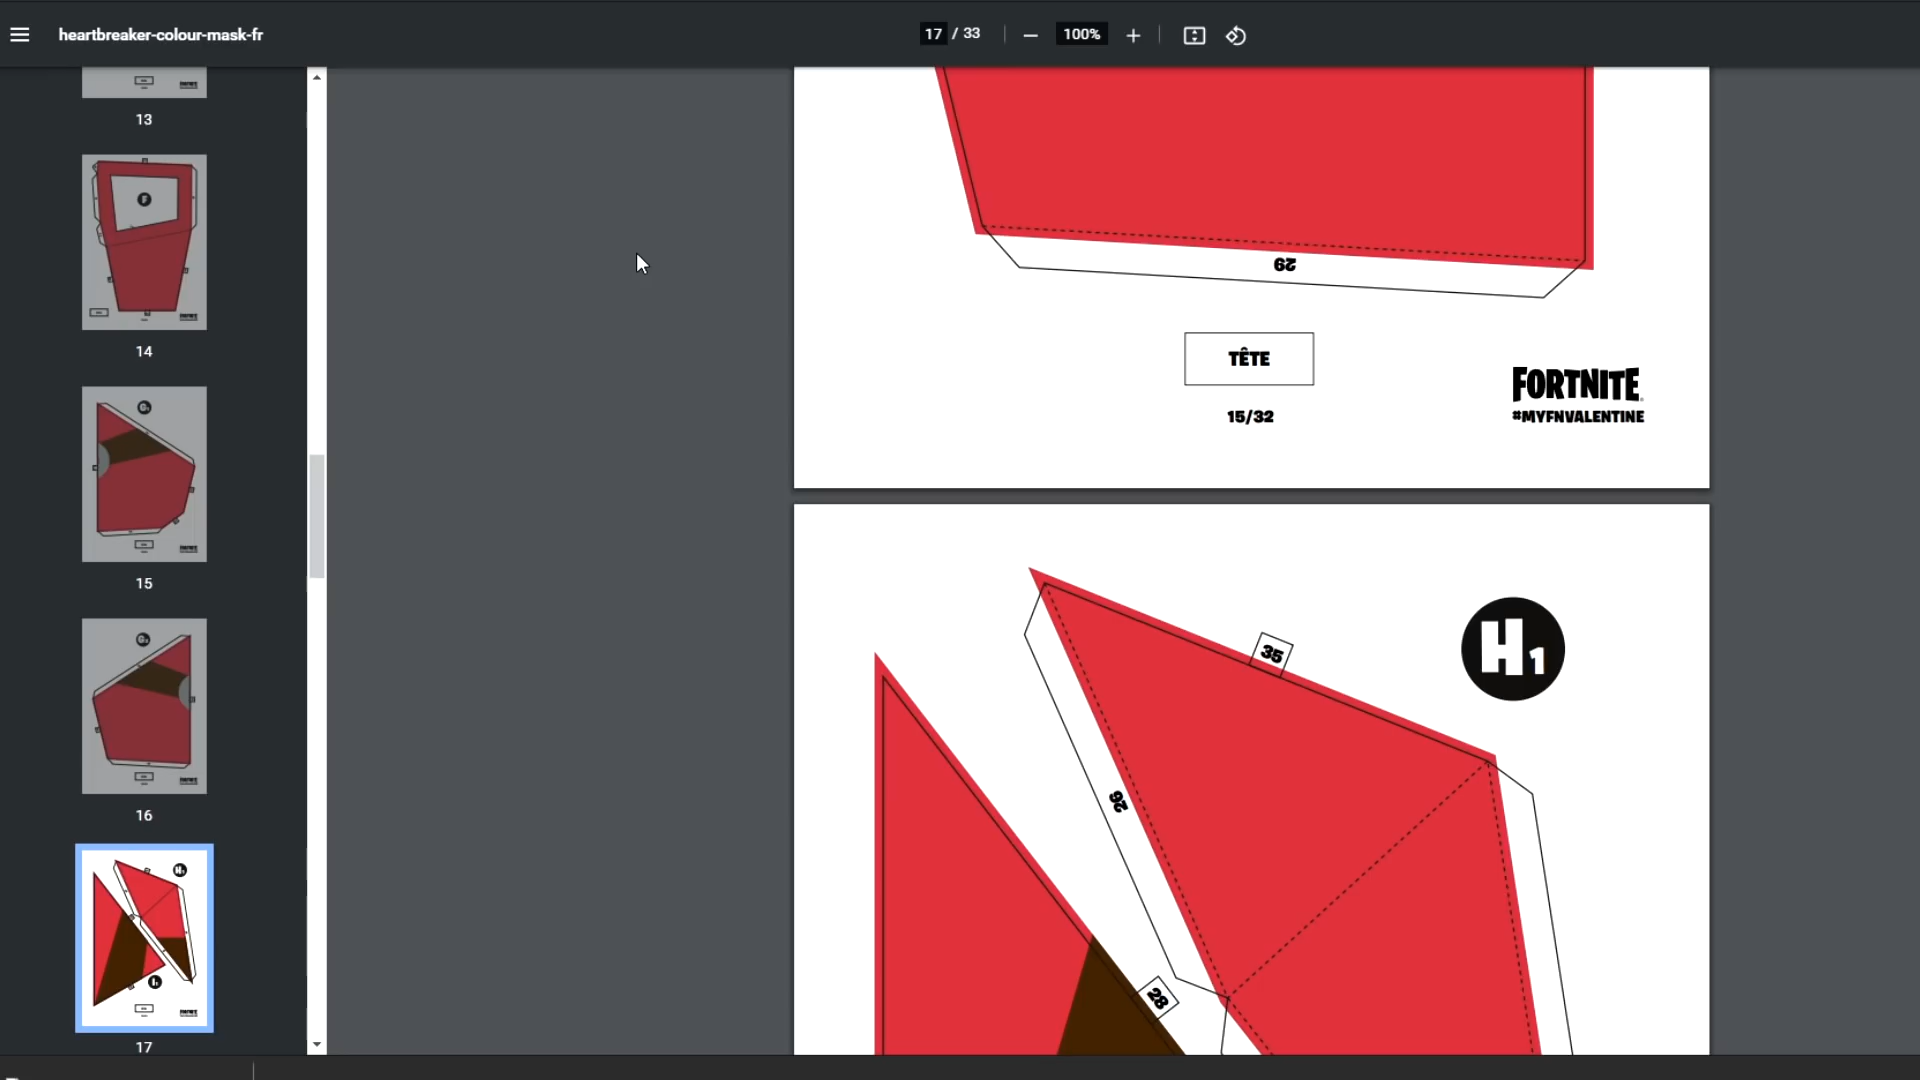 heartbreaker-colour-mask-fr
17 / 33
100%
13
14
15
16
17
29
TÊTE
15/32
FORTNITE
#MYFNVALENTINE
H1
35
26
28